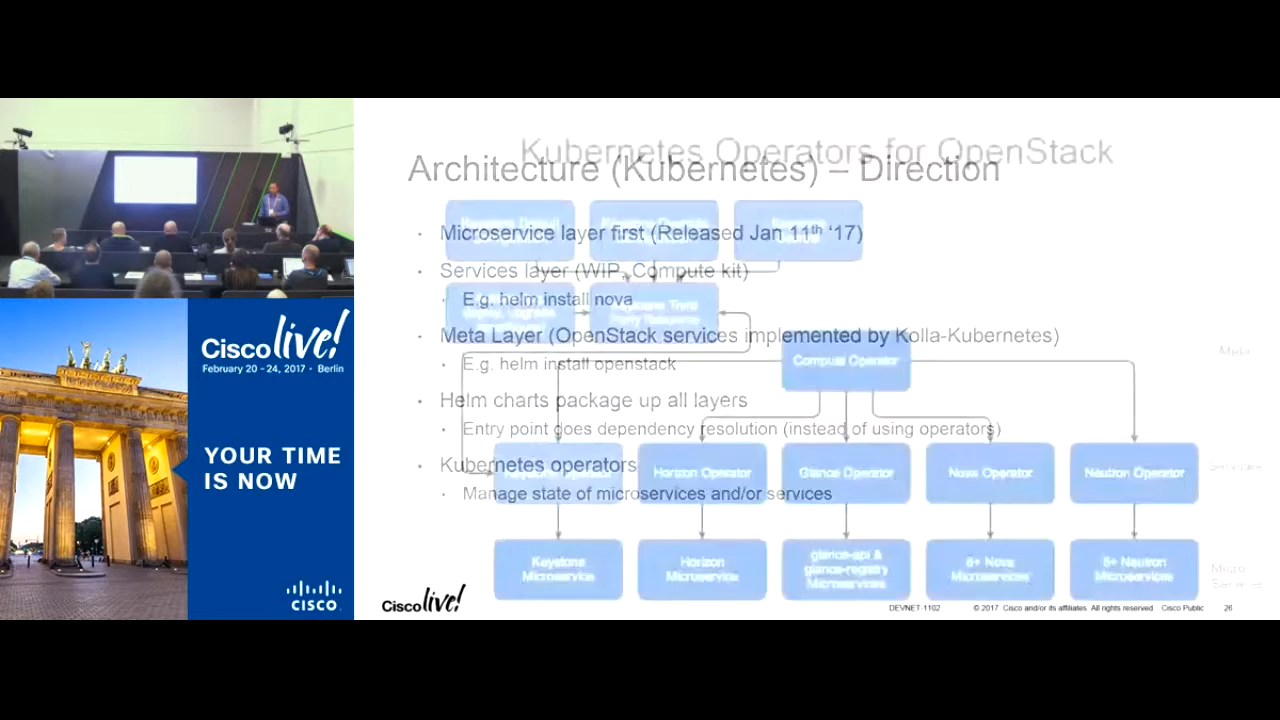 Kubernetes Operators for OpenStack
Architecture (Kubernetes) – Direction
Microservice layer first (Released Jan 11th '17)
Services layer (WIP, Compute kit)
E.g. helm install nova
Meta Layer (OpenStack services implemented by Kolla-Kubernetes)
E.g. helm install openstack
Helm charts package up all layers
Entry point goes dependency resolution (instead of using operators)
Kubernetes operators
Manage state of microservices and/or services
Compute Operator
Meta
Horizon Operator
Glance Operator
Nova Operator
Neutron Operator
Services
Keystone
Microservice
Horizon
Microservice
glance-api &
glance-registry
Microservices
Nova
Microservices
Neutron
Microservices
Micro
Cisco live!
February 20 - 24, 2017 • Berlin
YOUR TIME
IS NOW
CISCO
Cisco live!
DEVNET-1102 © 2017 Cisco and/or its affiliates. All rights reserved Cisco Public 26